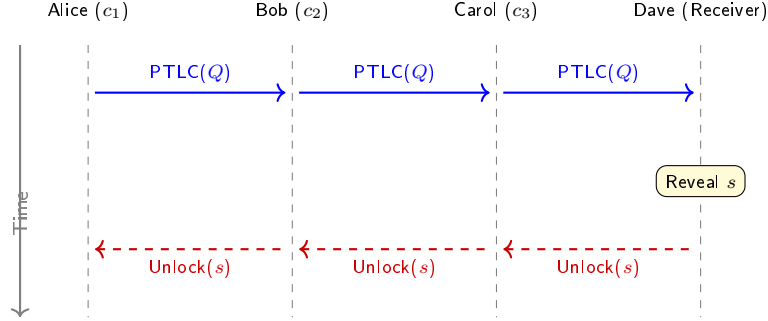 Alice (c₁) Bob (c₂) Carol (c₃) Dave (Receiver)
PTLC(Q) PTLC(Q) PTLC(Q)
Reveal s
Time
Unlock(s) Unlock(s) Unlock(s)